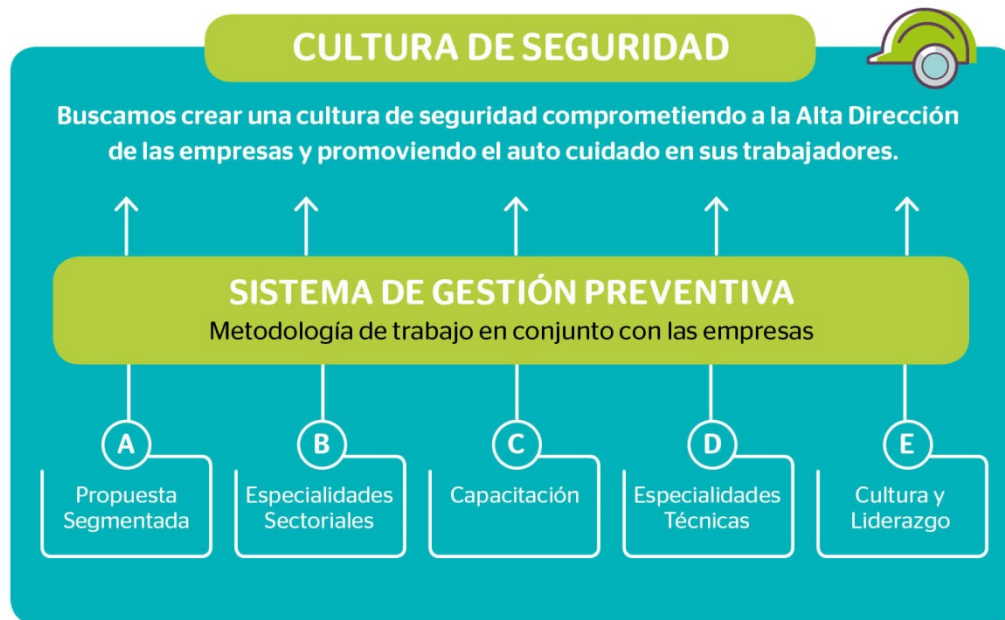 CULTURA DE SEGURIDAD
Buscamos crear una cultura de seguridad comprometiendo a la Alta Dirección
de las empresas y promoviendo el auto cuidado en sus trabajadores.
SISTEMA DE GESTIÓN PREVENTIVA
Metodología de trabajo en conjunto con las empresas
A
Propuesta
Segmentada
B
Especialidades
Sectoriales
C
Capacitación
D
Especialidades
Técnicas
E
Cultura y
Liderazgo